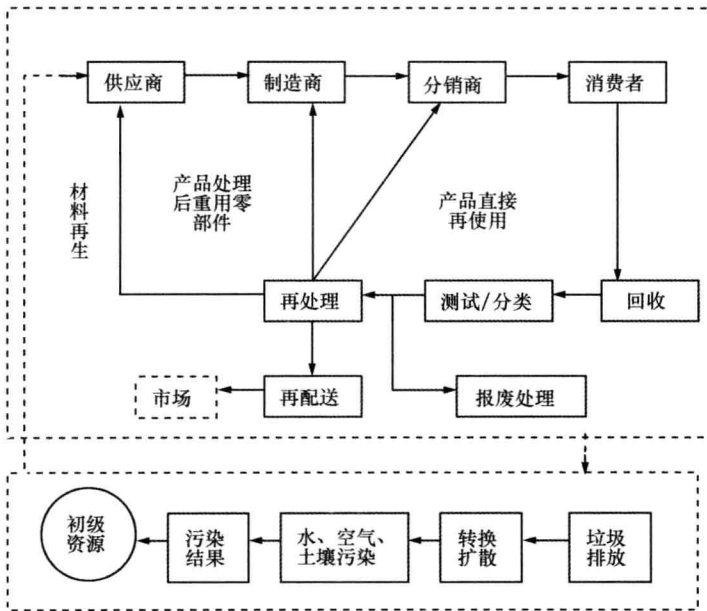 供应商
制造商
分销商
消费者
材料再生
产品处理
后重用零
部件
产品直接
再使用
再处理
测试/分类
回收
市场
再配送
报废处理
初级
资源
污染
结果
水、空气、
土壤污染
转换
扩散
垃圾
排放